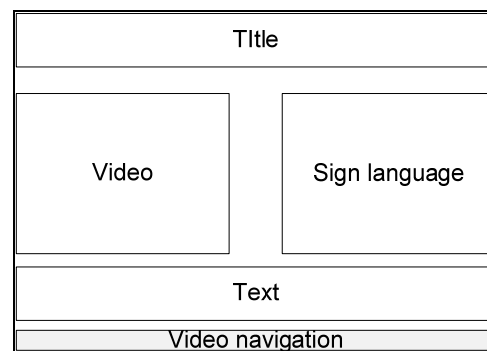 TItle
Video
Sign language
Text
Video navigation